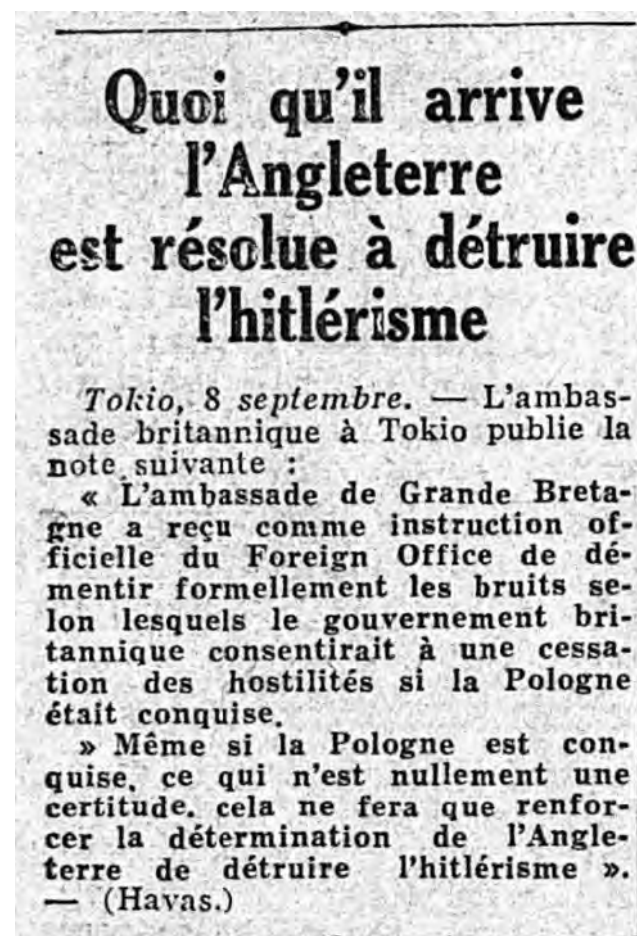 Quoi qu'il arrive
l'Angleterre
est résolue à détruire
l'hitlérisme
Tokio, 8 septembre. — L'ambas-
sade britannique à Tokio publie la
note suivante :
« L'ambassade de Grande Breta-
gne a reçu comme instruction of-
ficielle du Foreign Office de dé-
mentir formellement les bruits se-
lon lesquels le gouvernement bri-
tannique consentirait à une cessa-
tion des hostilités si la Pologne
était conquise.
» Même si la Pologne est con-
quise, ce qui n'est nullement une
certitude. cela ne fera que renfor-
cer la détermination de l'Angle-
terre de détruire l'hitlérisme ».
— (Havas.)